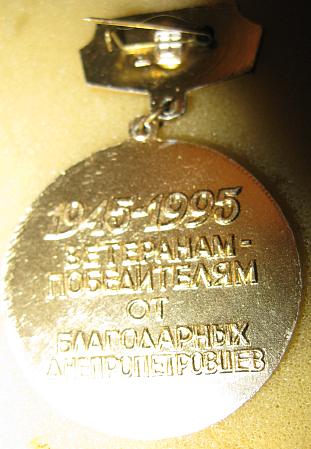 1945-1995
ВЕТЕРАНАМ-
ПОБЕДИТЕЛЯМ
ОТ
БЛАГОДАРНЫХ
ДНЕПРОПЕТРОВЦЕВ